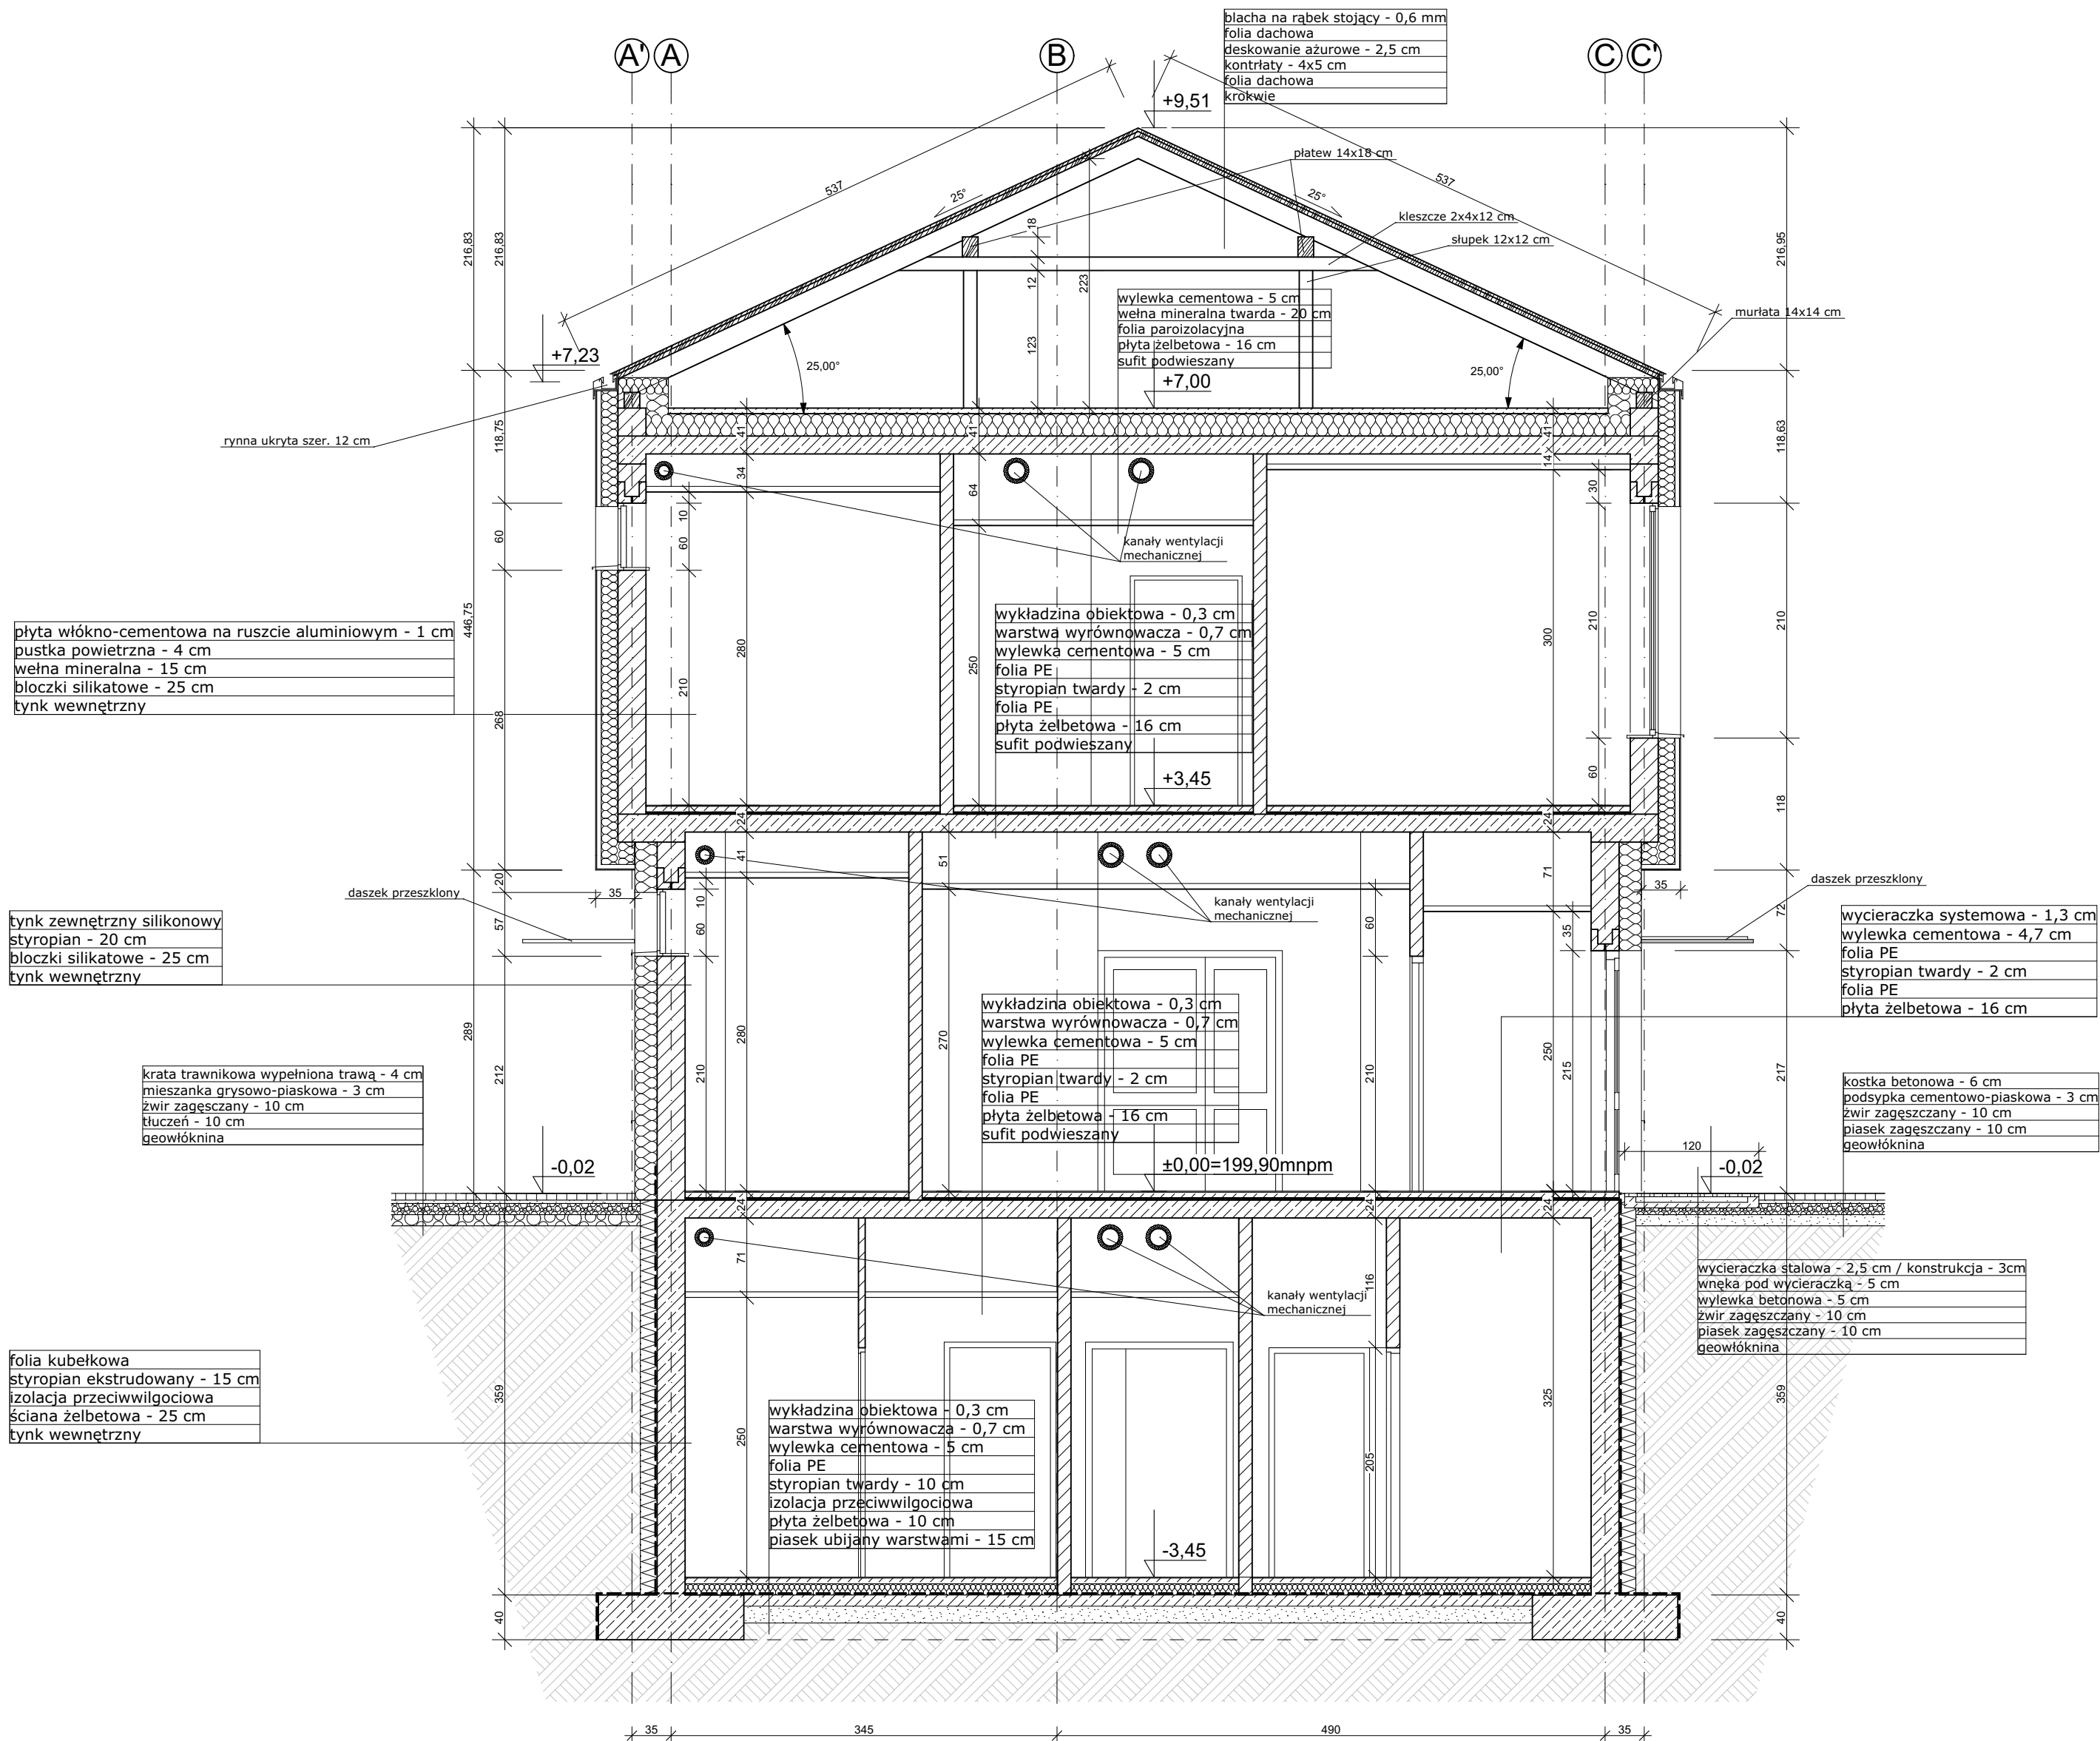 blacha na rąbek stojący - 0,6 mm
folia dachowa
deskowanie ażurowe - 2,5 cm
kontrłaty - 4x5 cm
folia dachowa
krokwie
A'
A
B
C
C'
+9,51
płatew 14x18 cm
537
537
25°
25°
kleszcze 2x4x12 cm
słupek 12x12 cm
216,83
216,83
216,95
18
12
223
123
wylewka cementowa - 5 cm
wełna mineralna twarda - 20 cm
folia paroizolacyjna
płyta żelbetowa - 16 cm
sufit podwieszany
murłata 14x14 cm
+7,23
25,00°
25,00°
+7,00
rynna ukryta szer. 12 cm
118,75
41
41
41
118,63
34
64
14
30
10
60
60
kanały wentylacji
mechanicznej
446,75
płyta włókno-cementowa na ruszcie aluminiowym - 1 cm
pustka powietrzna - 4 cm
wełna mineralna - 15 cm
bloczki silikatowe - 25 cm
tynk wewnętrzny
268
210
280
250
wykładzina obiektowa - 0,3 cm
warstwa wyrównowacza - 0,7 cm
wylewka cementowa - 5 cm
folia PE
styropian twardy - 2 cm
folia PE
płyta żelbetowa - 16 cm
sufit podwieszany
300
210
210
60
118
+3,45
24
24
41
51
71
20
35
35
daszek przeszklony
daszek przeszklony
57
10
60
60
35
72
kanały wentylacji
mechanicznej
tynk zewnętrzny silikonowy
styropian - 20 cm
bloczki silikatowe - 25 cm
tynk wewnętrzny
wycieraczka systemowa - 1,3 cm
wylewka cementowa - 4,7 cm
folia PE
styropian twardy - 2 cm
folia PE
płyta żelbetowa - 16 cm
289
212
210
280
270
wykładzina obiektowa - 0,3 cm
warstwa wyrównowacza - 0,7 cm
wylewka cementowa - 5 cm
folia PE
styropian twardy - 2 cm
folia PE
płyta żelbetowa - 16 cm
sufit podwieszany
210
250
215
217
krata trawnikowa wypełniona trawą - 4 cm
mieszanka grysowo-piaskowa - 3 cm
żwir zagęsczany - 10 cm
tłuczeń - 10 cm
geowłóknina
kostka betonowa - 6 cm
podsypka cementowo-piaskowa - 3 cm
żwir zagęszczany - 10 cm
piasek zagęszczany - 10 cm
geowłóknina
120
-0,02
±0,00=199,90mnpm
-0,02
24
24
24
71
116
kanały wentylacji
mechanicznej
wycieraczka stalowa - 2,5 cm / konstrukcja - 3cm
wnęka pod wycieraczką - 5 cm
wylewka betonowa - 5 cm
żwir zagęszczany - 10 cm
piasek zagęszczany - 10 cm
geowłóknina
folia kubełkowa
styropian ekstrudowany - 15 cm
izolacja przeciwwilgociowa
ściana żelbetowa - 25 cm
tynk wewnętrzny
359
250
wykładzina obiektowa - 0,3 cm
warstwa wyrównowacza - 0,7 cm
wylewka cementowa - 5 cm
folia PE
styropian twardy - 10 cm
izolacja przeciwwilgociowa
płyta żelbetowa - 10 cm
piasek ubijany warstwami - 15 cm
205
325
359
-3,45
40
40
35
345
490
35